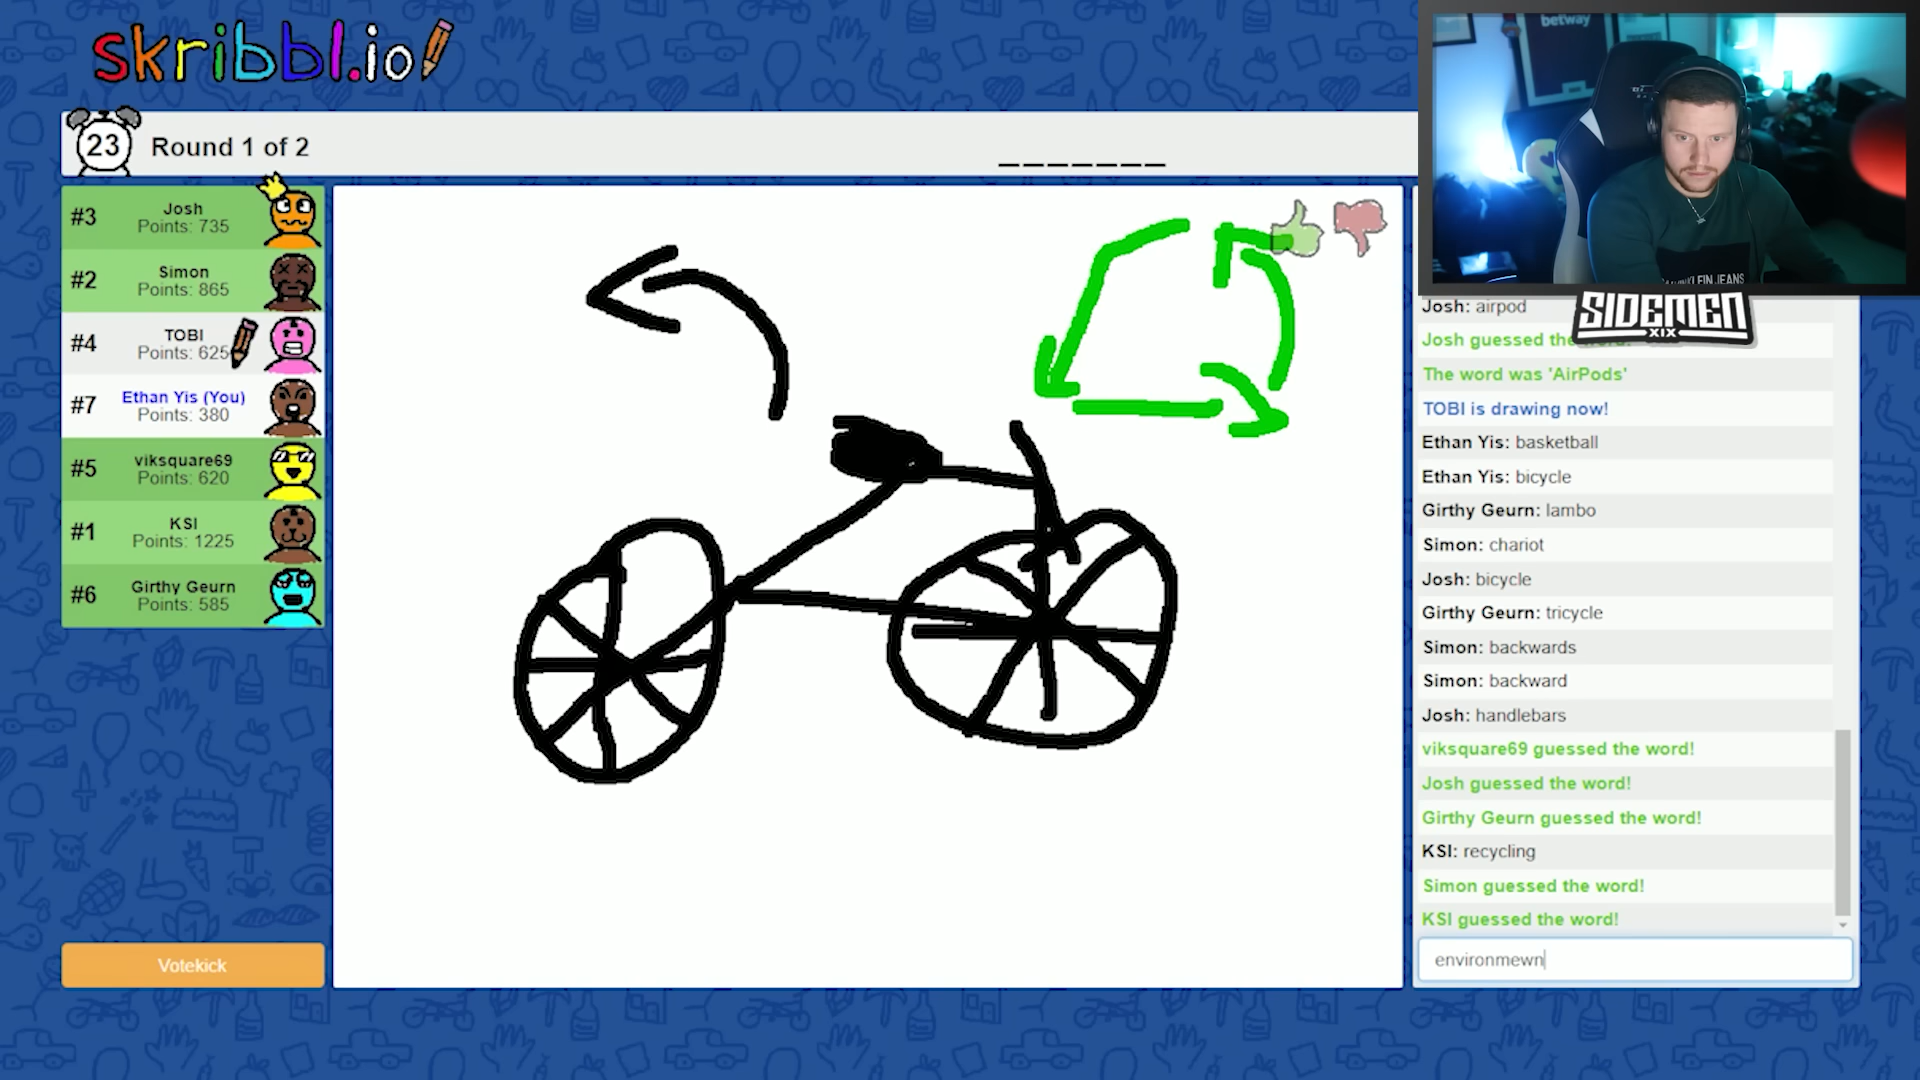 skribbl.io
23
Round 1 of 2
_ _ _ _ _ _ _
#3
Josh
Points: 735
#2
Simon
Points: 865
#4
TOBI
Points: 625
#7
Ethan Yis (You)
Points: 380
#5
viksquare69
Points: 620
#1
KSI
Points: 1225
#6
Girthy Geurn
Points: 585
Votekick
betway
JEANS
SIDEMEN
XIX
Josh: airpod
Josh guessed the word!
The word was 'AirPods'
TOBI is drawing now!
Ethan Yis: basketball
Ethan Yis: bicycle
Girthy Geurn: lambo
Simon: chariot
Josh: bicycle
Girthy Geurn: tricycle
Simon: backwards
Simon: backward
Josh: handlebars
viksquare69 guessed the word!
Josh guessed the word!
Girthy Geurn guessed the word!
KSI: recycling
Simon guessed the word!
KSI guessed the word!
environmewn